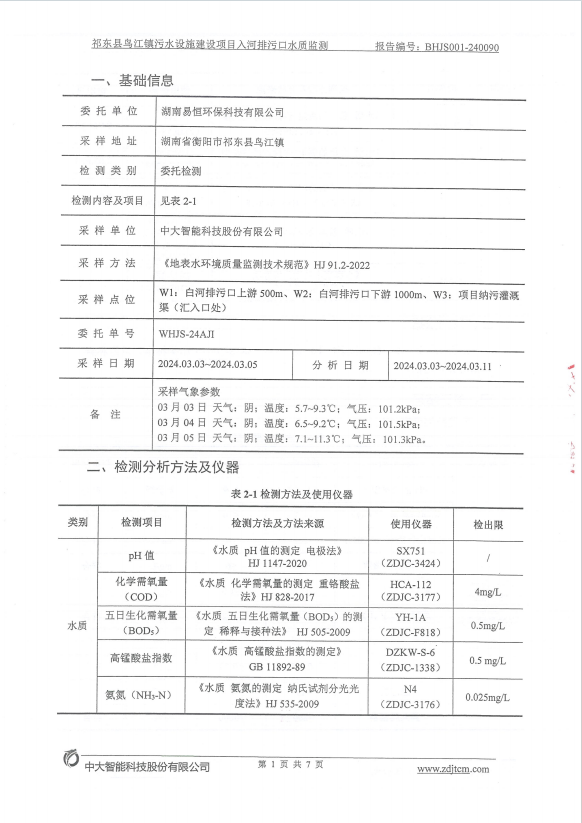 祁东县鸟江镇污水设施建设项目入河排污口水质监测 报告编号：BHJS001-240090
一、基础信息
委托单位 湖南易恒环保科技有限公司
采样地址 湖南省衡阳市祁东县鸟江镇
检测类别 委托检测
检测内容及项目 见表 2-1
采样单位 中大智能科技股份有限公司
采样方法 《地表水环境质量监测技术规范》HJ 91.2-2022
采样点位 W1：白河排污口上游 500m、W2：白河排污口下游 1000m、W3：项目纳污灌溉
渠（汇入口处）
委托单号 WHJS-24AJI
采样日期 2024.03.03~2024.03.05 分析日期 2024.03.03~2024.03.11
备注 采样气象参数
03 月 03 日 天气：阴；温度：5.7~9.3℃；气压：101.2kPa；
03 月 04 日 天气：阴；温度：6.5~9.2℃；气压：101.5kPa；
03 月 05 日 天气：阴；温度：7.1~11.3℃；气压：101.3kPa。
二、检测分析方法及仪器
表 2-1 检测方法及使用仪器
类别 检测项目 检测方法及方法来源 使用仪器 检出限
水质
pH 值 《水质 pH 值的测定 电极法》 SX751 /
HJ 1147-2020 （ZDJC-3424）
化学需氧量 《水质 化学需氧量的测定 重铬酸盐 HCA-112 4mg/L
（COD） 法》HJ 828-2017 （ZDJC-3177）
五日生化需氧量 《水质 五日生化需氧量（BOD₅）的测 YH-1A 0.5mg/L
（BOD₅） 定 稀释与接种法》 HJ 505-2009 （ZDJC-F818）
高锰酸盐指数 《水质 高锰酸盐指数的测定》 DZKW-S-6 0.5 mg/L
GB 11892-89 （ZDJC-1338）
氨氮（NH₃-N） 《水质 氨氮的测定 纳氏试剂分光光 N4 0.025mg/L
度法》HJ 535-2009 （ZDJC-3176）
中大智能科技股份有限公司 第 1 页 共 7 页 www.zdjtcm.com